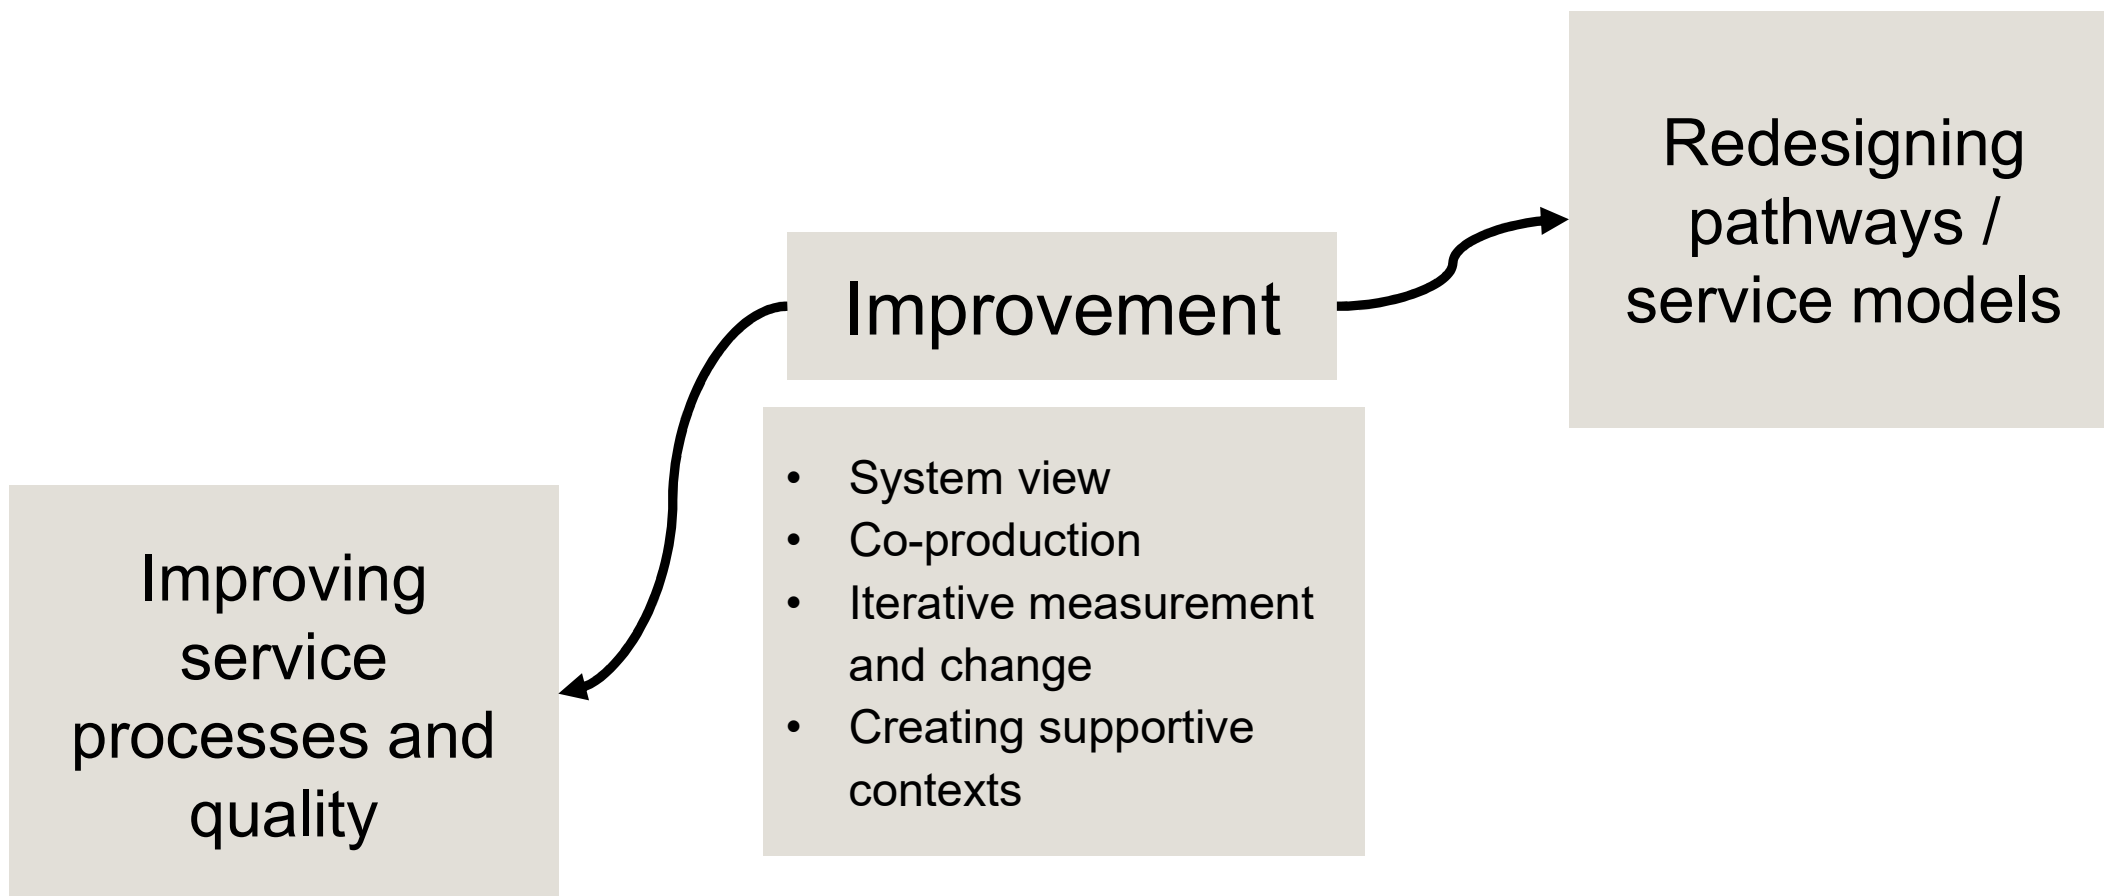 Redesigning
pathways /
service models
Improvement
• System view
• Co-production
• Iterative measurement
and change
• Creating supportive
contexts
Improving
service
processes and
quality